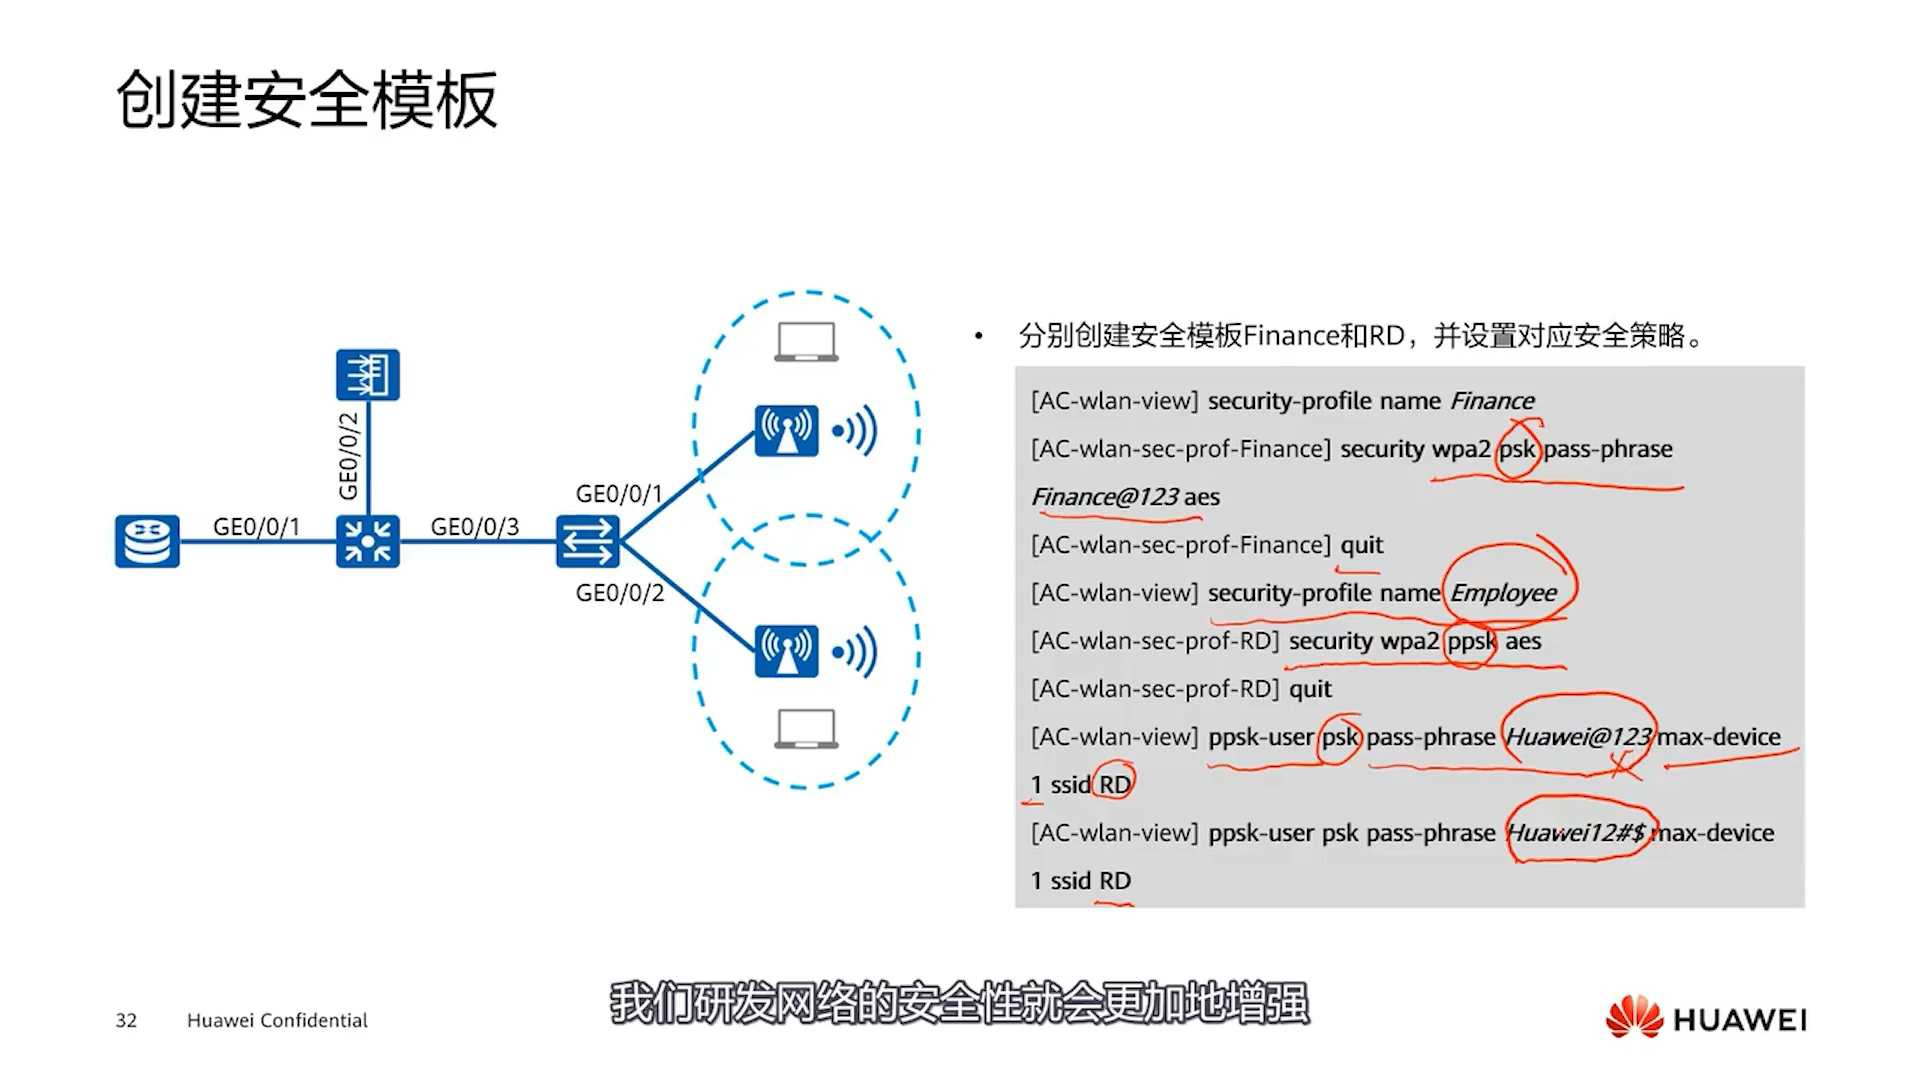 创建安全模板
GE0/0/2
GE0/0/1
GE0/0/3
GE0/0/1
GE0/0/2
• 分别创建安全模板Finance和RD，并设置对应安全策略。
[AC-wlan-view] security-profile name Finance
[AC-wlan-sec-prof-Finance] security wpa2 psk pass-phrase
Finance@123 aes
[AC-wlan-sec-prof-Finance] quit
[AC-wlan-view] security-profile name Employee
[AC-wlan-sec-prof-RD] security wpa2 ppsk aes
[AC-wlan-sec-prof-RD] quit
[AC-wlan-view] ppsk-user psk pass-phrase Huawei@123 max-device
1 ssid RD
[AC-wlan-view] ppsk-user psk pass-phrase Huawei12#$ max-device
1 ssid RD
我们研发网络的安全性就会更加地增强
32 Huawei Confidential
HUAWEI